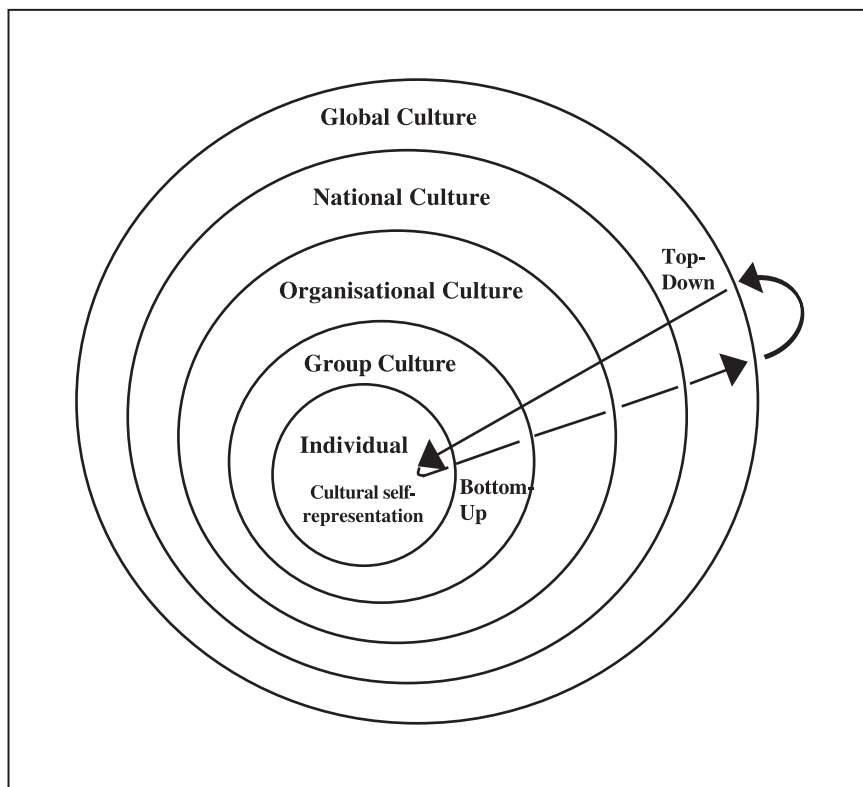 Global Culture
National Culture
Top-
Down
Organisational Culture
Group Culture
Individual
Cultural self-
representation
Bottom-
Up